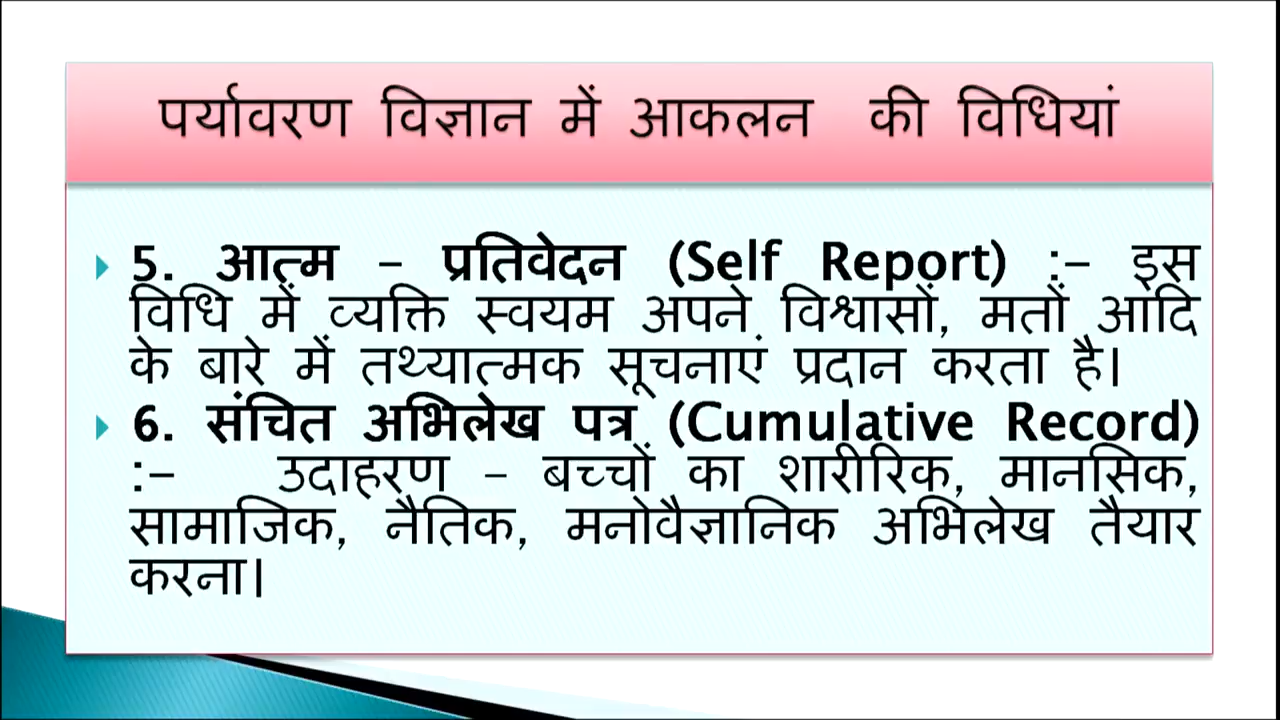 पर्यावरण विज्ञान में आकलन की विधियां
5. आत्म – प्रतिवेदन (Self Report) :– इस
विधि में व्यक्ति स्वयम अपने विश्वासों, मतों आदि
के बारे में तथ्यात्मक सूचनाएं प्रदान करता है।
6. संचित अभिलेख पत्र (Cumulative Record)
:– उदाहरण – बच्चों का शारीरिक, मानसिक,
सामाजिक, नैतिक, मनोवैज्ञानिक अभिलेख तैयार
करना।